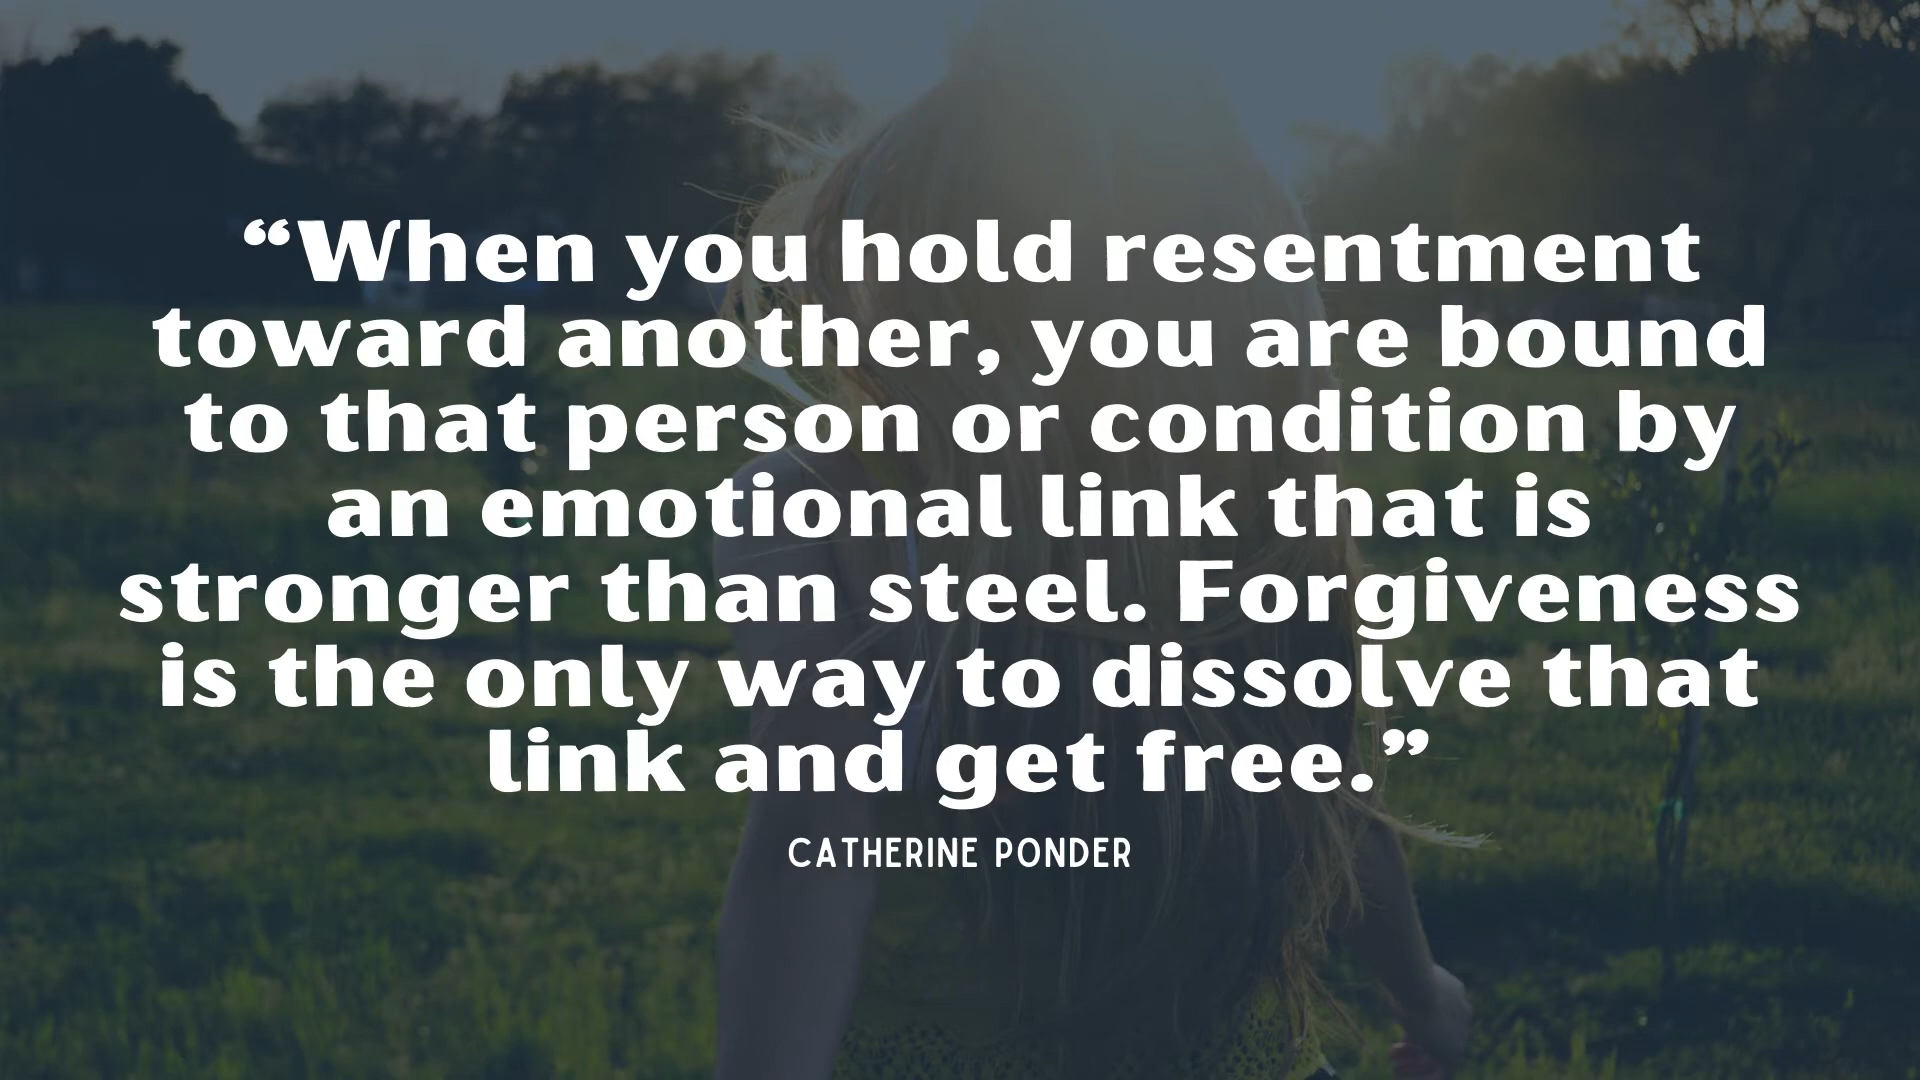 “When you hold resentment
toward another, you are bound
to that person or condition by
an emotional link that is
stronger than steel. Forgiveness
is the only way to dissolve that
link and get free.”
CATHERINE PONDER